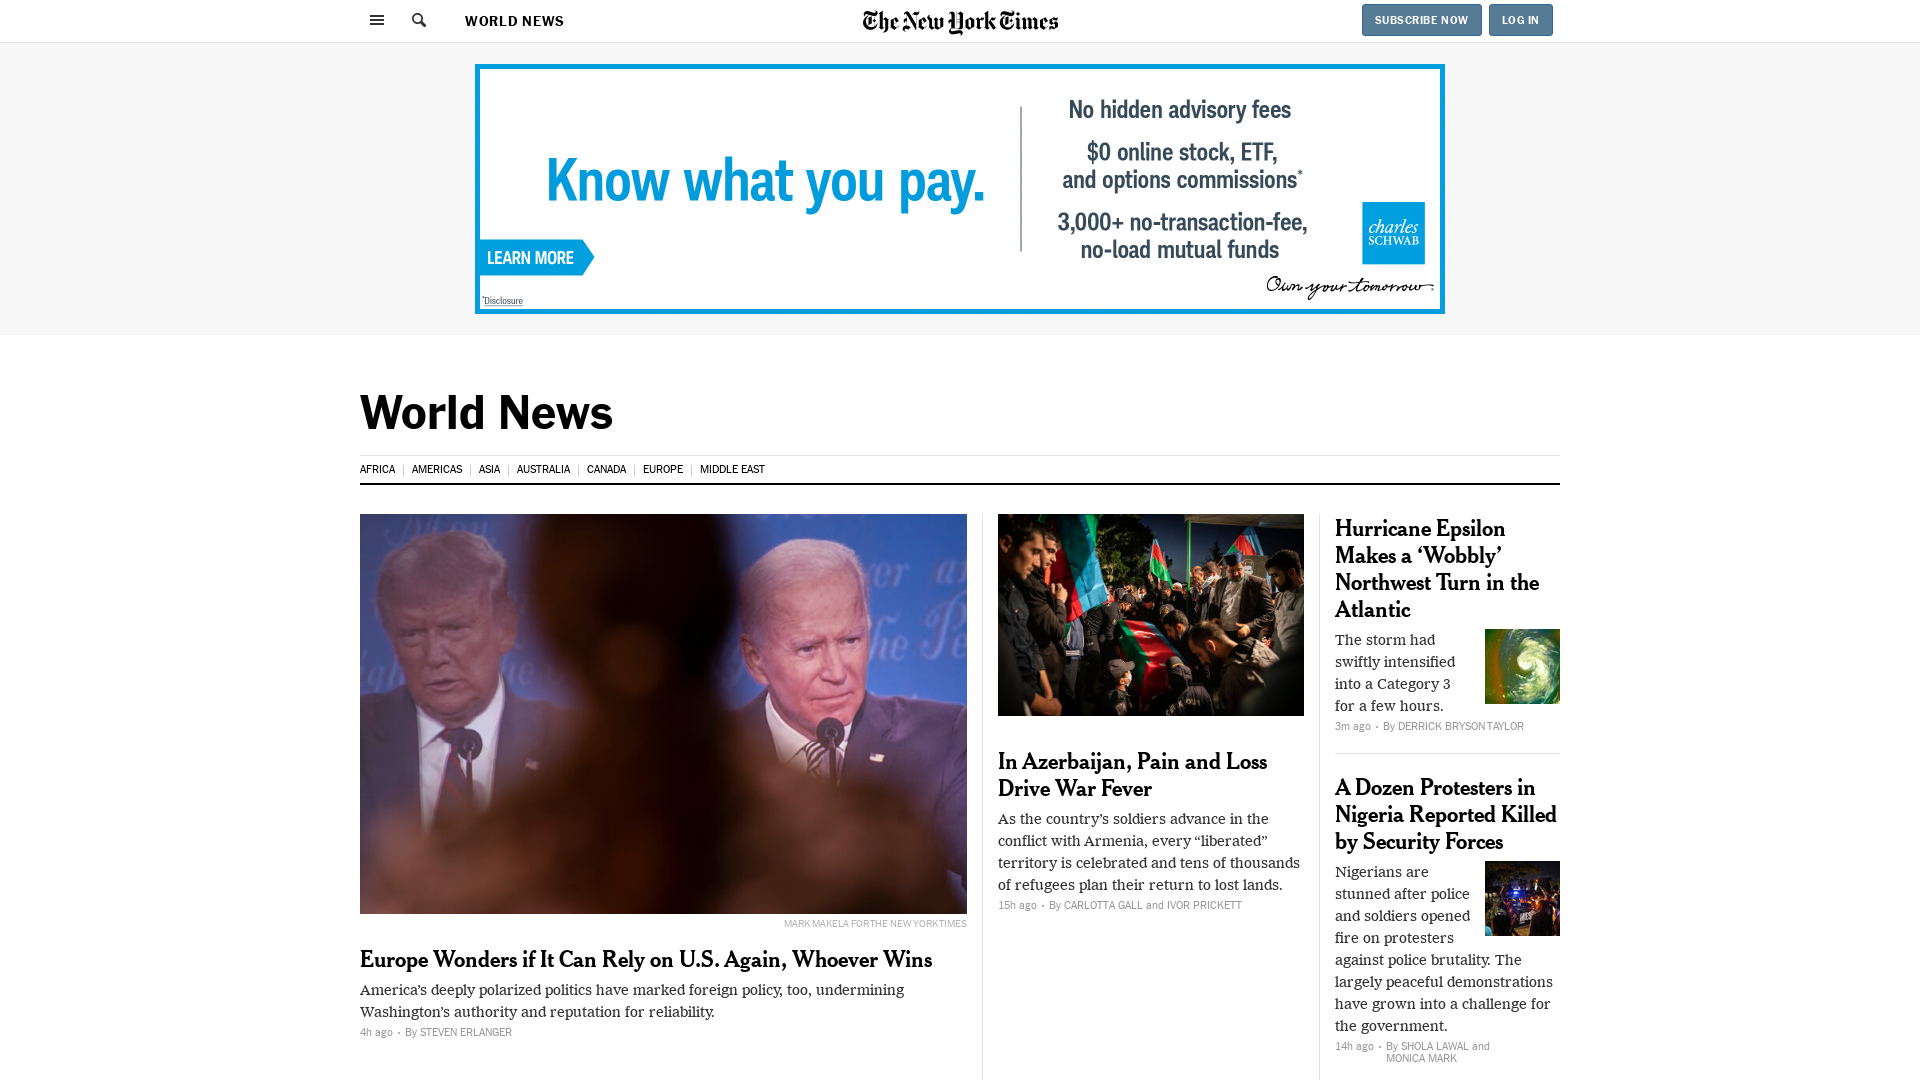 WORLD NEWS
The New York Times
SUBSCRIBE NOW
LOG IN
Know what you pay.
LEARN MORE
*Disclosure
No hidden advisory fees
$0 online stock, ETF,
and options commissions*
3,000+ no-transaction-fee,
no-load mutual funds
charles
SCHWAB
Own your tomorrow
World News
AFRICA
AMERICAS
ASIA
AUSTRALIA
CANADA
EUROPE
MIDDLE EAST
MARK MAKELA FOR THE NEW YORK TIMES
Europe Wonders if It Can Rely on U.S. Again, Whoever Wins
America’s deeply polarized politics have marked foreign policy, too, undermining
Washington’s authority and reputation for reliability.
4h ago • By STEVEN ERLANGER
In Azerbaijan, Pain and Loss
Drive War Fever
As the country’s soldiers advance in the
conflict with Armenia, every “liberated”
territory is celebrated and tens of thousands
of refugees plan their return to lost lands.
15h ago • By CARLOTTA GALL and IVOR PRICKETT
Hurricane Epsilon
Makes a ‘Wobbly’
Northwest Turn in the
Atlantic
The storm had
swiftly intensified
into a Category 3
for a few hours.
3m ago • By DERRICK BRYSON TAYLOR
A Dozen Protesters in
Nigeria Reported Killed
by Security Forces
Nigerians are
stunned after police
and soldiers opened
fire on protesters
against police brutality. The
largely peaceful demonstrations
have grown into a challenge for
the government.
14h ago • By SHOLA LAWAL and
MONICA MARK